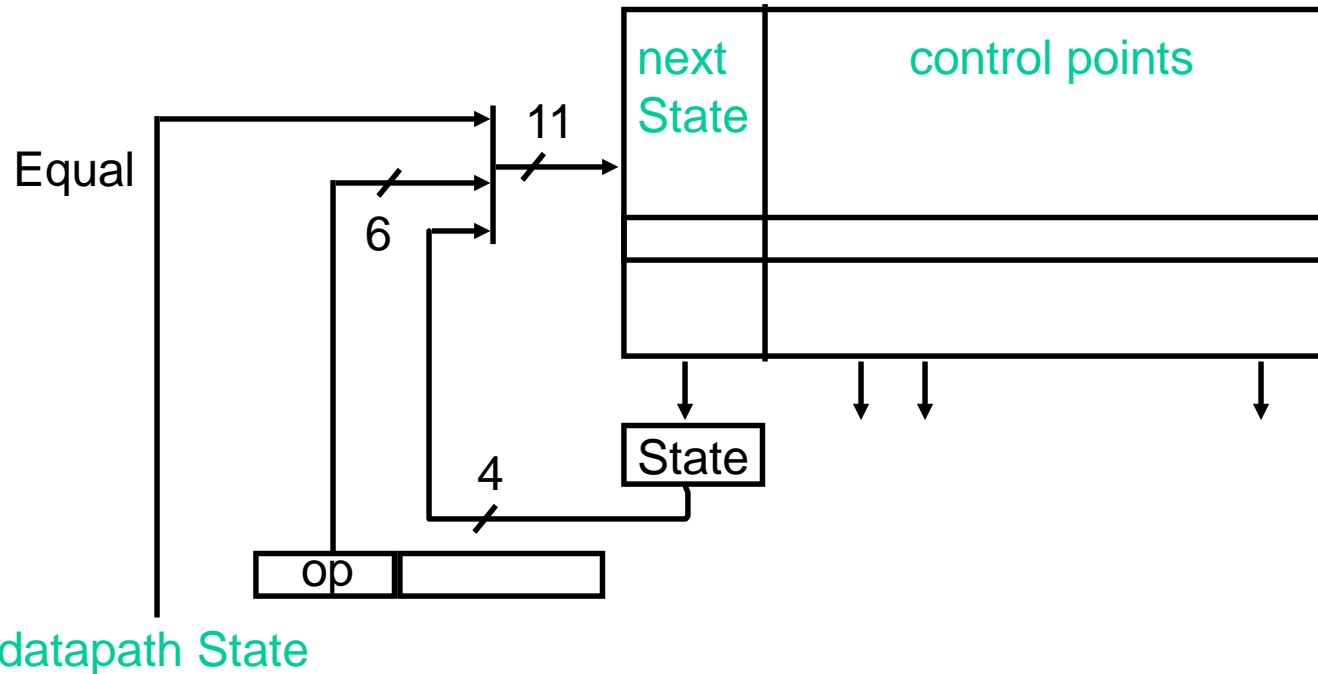 next
State
control points
11
Equal
6
State
4
op
datapath State